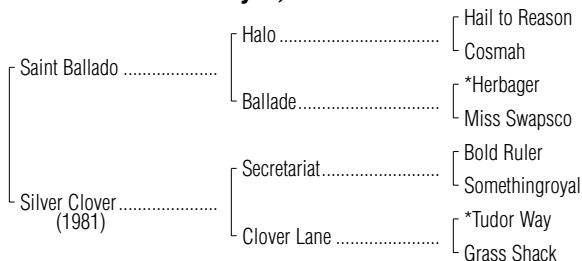 Hail to Reason
Halo ..........................................
Cosmah
Saint Ballado .....................
*Herbager
Ballade.....................................
Miss Swapsco
Bold Ruler
Secretariat...............................
Somethingroyal
Silver Clover ......................
(1981)
*Tudor Way
Clover Lane ............................
Grass Shack